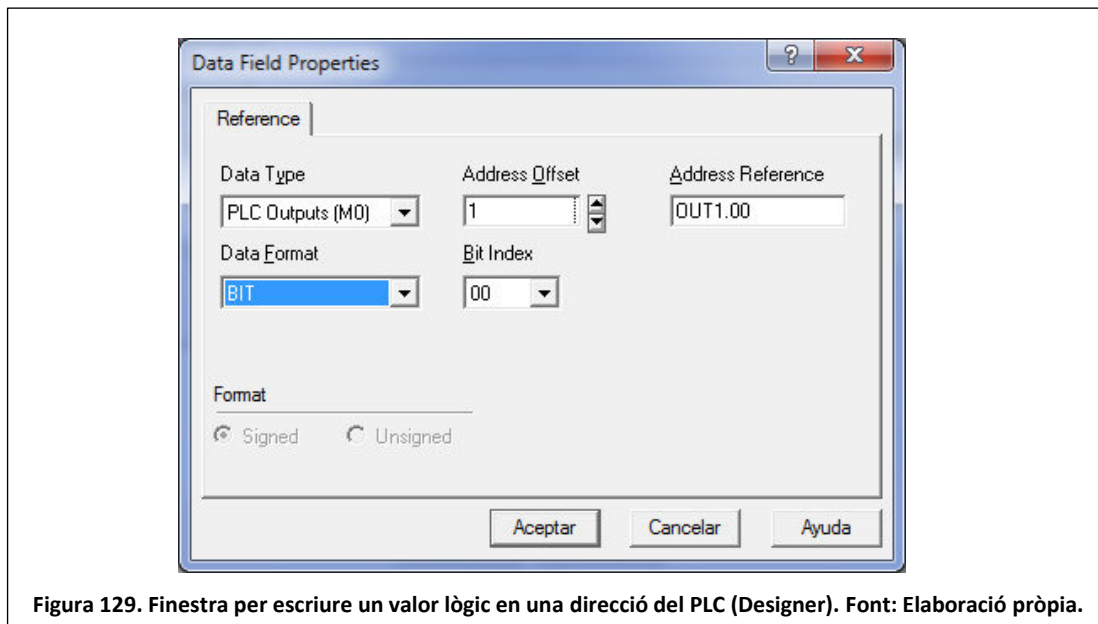 Data Field Properties
Reference
Data Type Address Offset Address Reference
PLC Outputs (M0) 1 OUT1.00
Data Format Bit Index
BIT 00
Format
Signed Unsigned
Aceptar Cancelar Ayuda
Figura 129. Finestra per escriure un valor lògic en una direcció del PLC (Designer). Font: Elaboració pròpia.